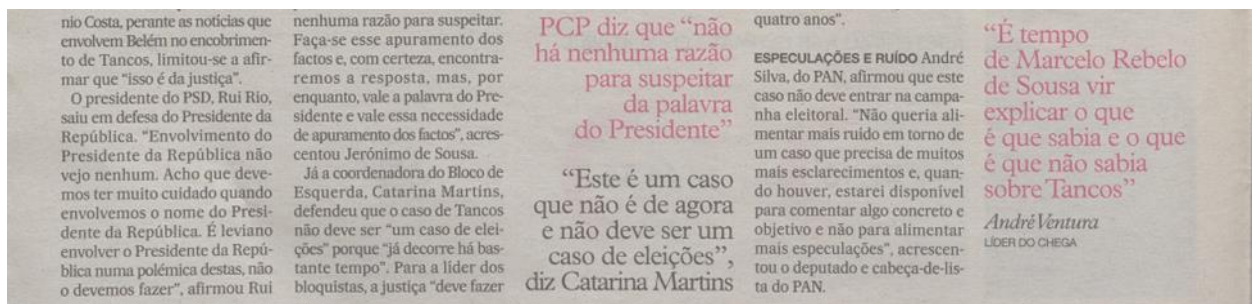 nio Costa, perante as notícias que
envolvem Belém no encobrimen-
to de Tancos, limitou-se a afir-
mar que “isso é da justiça”.
O presidente do PSD, Rui Rio,
saiu em defesa do Presidente da
República. “Envolvimento do
Presidente da República não
vejo nenhum. Acho que deve-
mos ter muito cuidado quando
envolvemos o nome do Presi-
dente da República. É leviano
envolver o Presidente da Repú-
blica numa polémica destas, não
o devemos fazer”, afirmou Rui
nenhuma razão para suspeitar.
Faça-se esse apuramento dos
factos e, com certeza, encontra-
remos a resposta, mas, por
enquanto, vale a palavra do Pre-
sidente e vale essa necessidade
de apuramento dos factos”, acres-
centou Jerónimo de Sousa.
Já a coordenadora do Bloco de
Esquerda, Catarina Martins,
defendeu que o caso de Tancos
não deve ser “um caso de elei-
ções” porque “já decorre há bas-
tante tempo”. Para a líder dos
bloquistas, a justiça “deve fazer
PCP diz que “não
há nenhuma razão
para suspeitar
da palavra
do Presidente”
“Este é um caso
que não é de agora
e não deve ser um
caso de eleições”,
diz Catarina Martins
quatro anos”.
ESPECULAÇÕES E RUÍDO André
Silva, do PAN, afirmou que este
caso não deve entrar na campa-
nha eleitoral. “Não queria ali-
mentar mais ruído em torno de
um caso que precisa de muitos
mais esclarecimentos e, quan-
do houver, estarei disponível
para comentar algo concreto e
objetivo e não para alimentar
mais especulações”, acrescen-
tou o deputado e cabeça-de-lis-
ta do PAN.
“É tempo
de Marcelo Rebelo
de Sousa vir
explicar o que
é que sabia e o que
é que não sabia
sobre Tancos”
André Ventura
LÍDER DO CHEGA